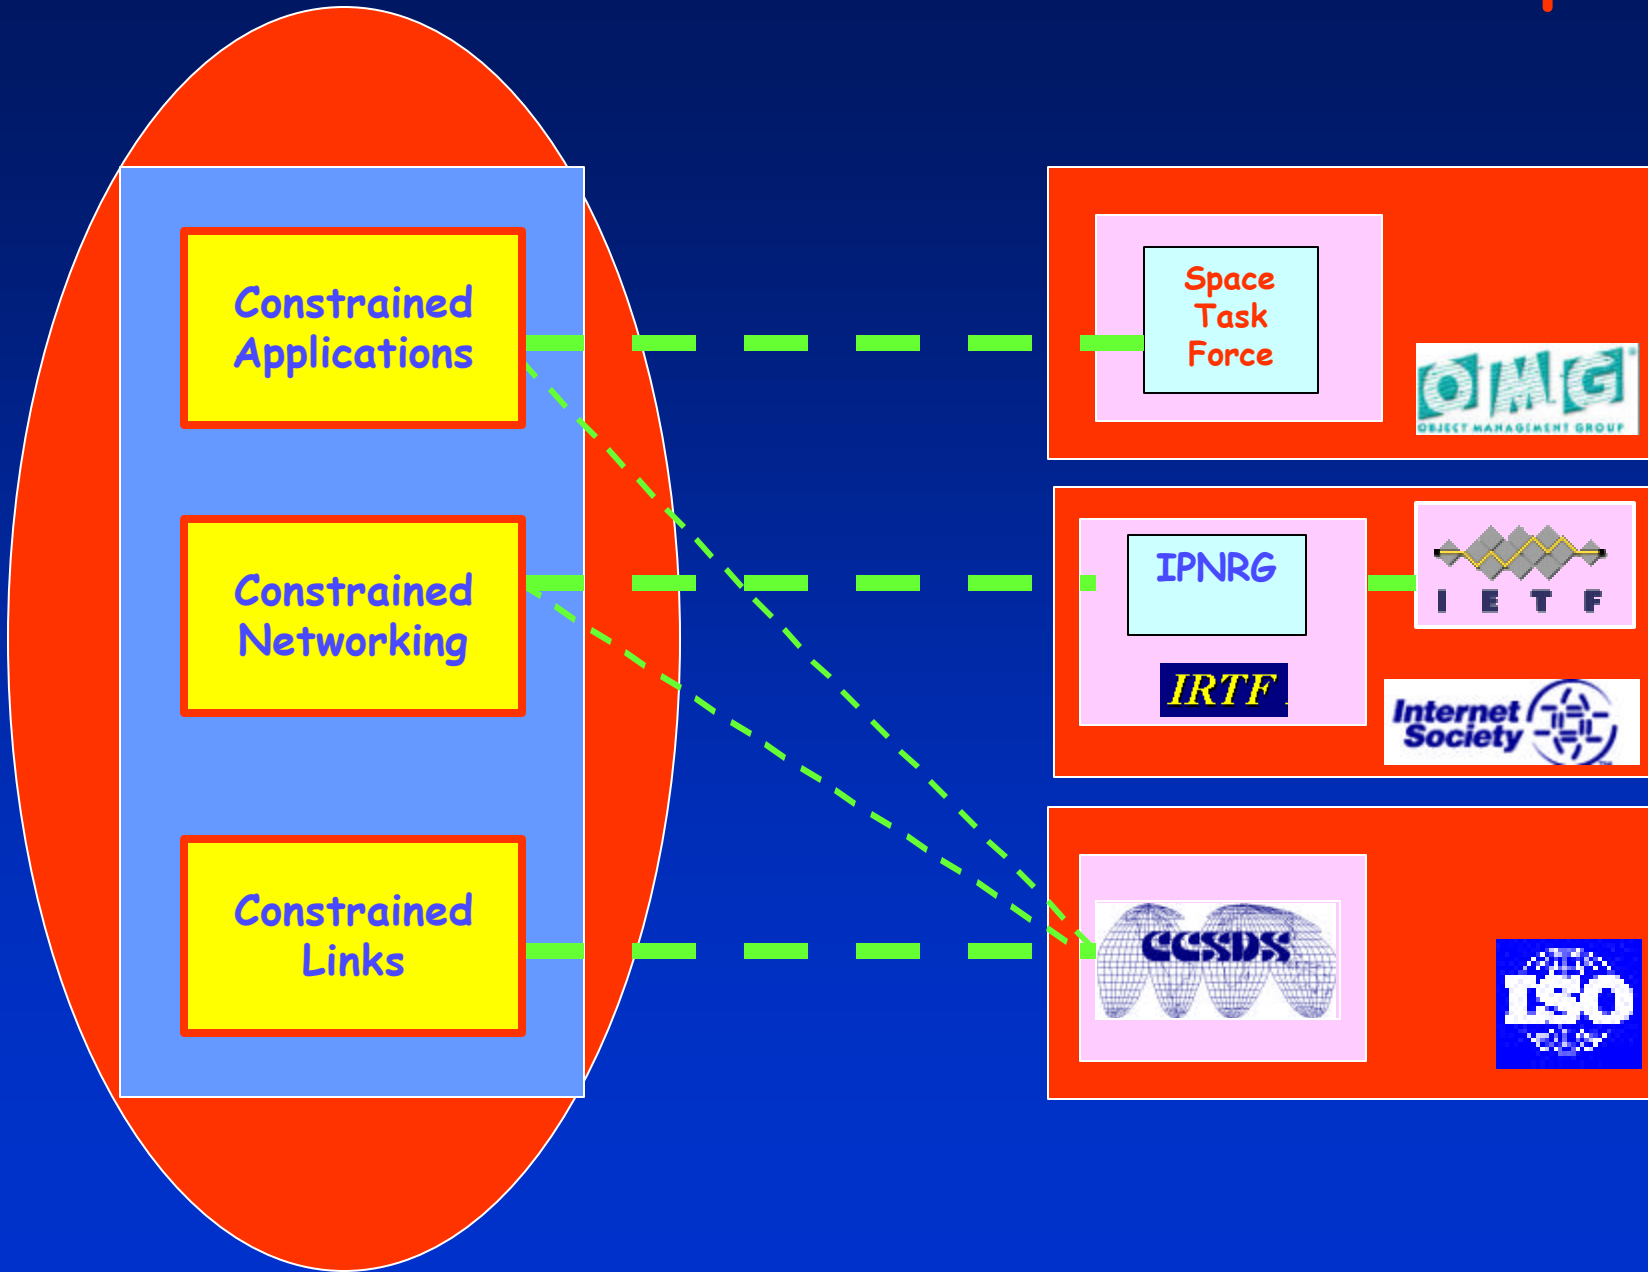 Constrained
Applications
Constrained
Networking
Constrained
Links
Space
Task
Force
OMG
OBJECT MANAGEMENT GROUP
IPNRG
IETF
IRTF
Internet
Society
CCSDS
ISO